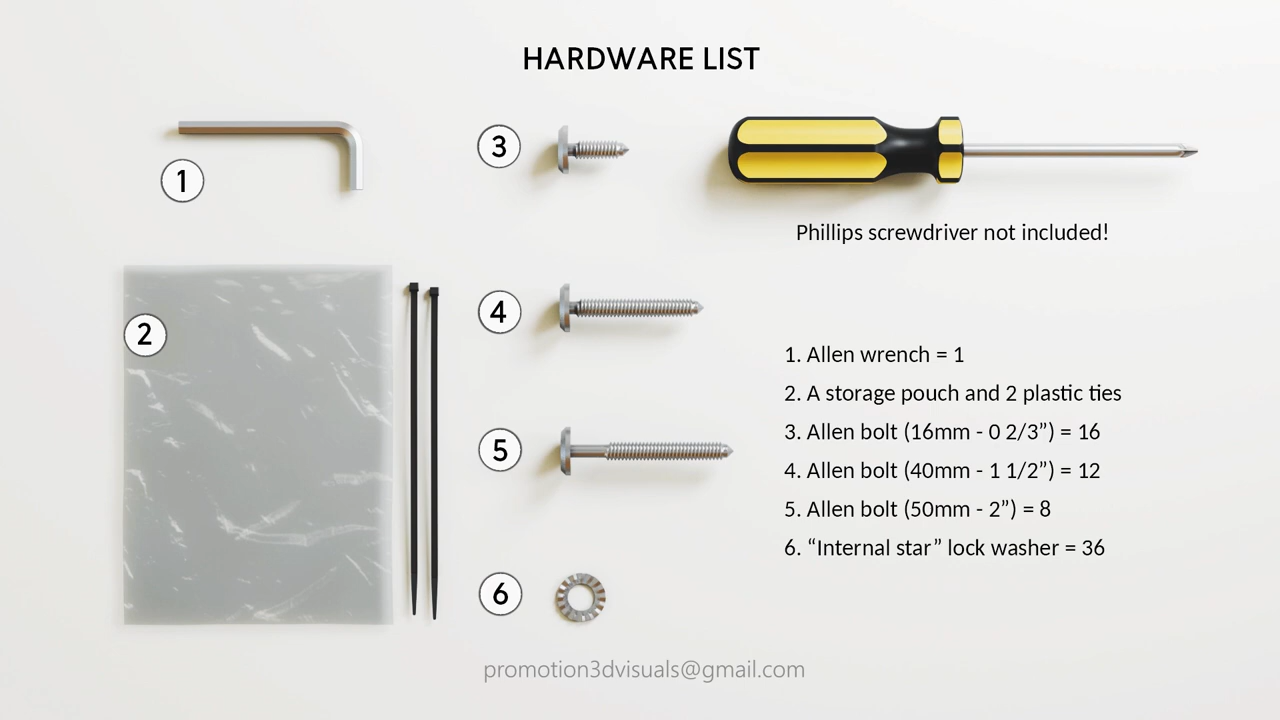 HARDWARE LIST
1
3
Phillips screwdriver not included!
2
4
1. Allen wrench = 1
2. A storage pouch and 2 plastic ties
3. Allen bolt (16mm - 0 2/3”) = 16
4. Allen bolt (40mm - 1 1/2”) = 12
5. Allen bolt (50mm - 2”) = 8
6. “Internal star” lock washer = 36
5
6
promotion3dvisuals@gmail.com